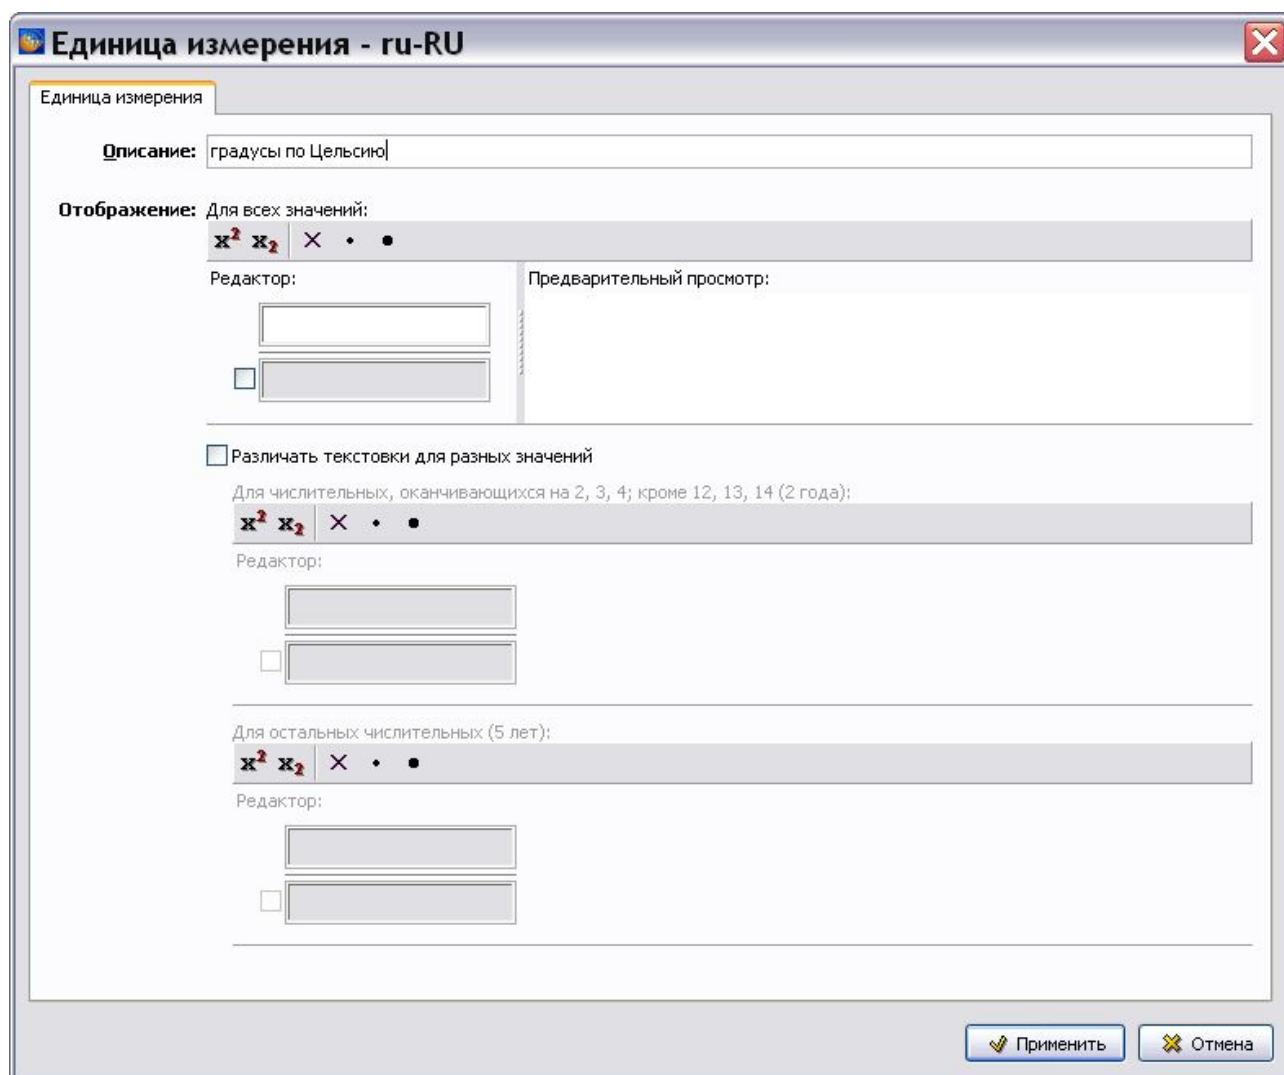 Единица измерения - ru-RU
Единица измерения
Описание: градусы по Цельсию
Отображение: Для всех значений:
x² x₂ × · •
Редактор: Предварительный просмотр:
Различать текстовки для разных значений
Для числительных, оканчивающихся на 2, 3, 4; кроме 12, 13, 14 (2 года):
x² x₂ × · •
Редактор:
Для остальных числительных (5 лет):
x² x₂ × · •
Редактор:
Применить Отмена